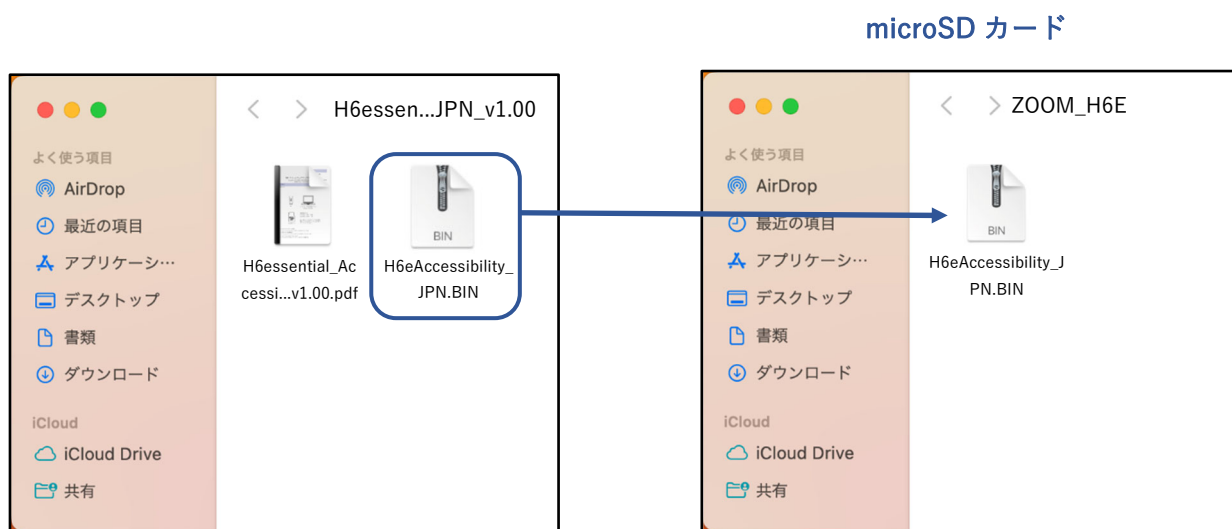 microSD カード
H6essen...JPN_v1.00
よく使う項目
AirDrop
最近の項目
アプリケーシ…
デスクトップ
書類
ダウンロード
iCloud
iCloud Drive
共有
H6essential_Ac
cessi...v1.00.pdf
BIN
H6eAccessibility_
JPN.BIN
ZOOM_H6E
よく使う項目
AirDrop
最近の項目
アプリケーシ…
デスクトップ
書類
ダウンロード
iCloud
iCloud Drive
共有
BIN
H6eAccessibility_J
PN.BIN